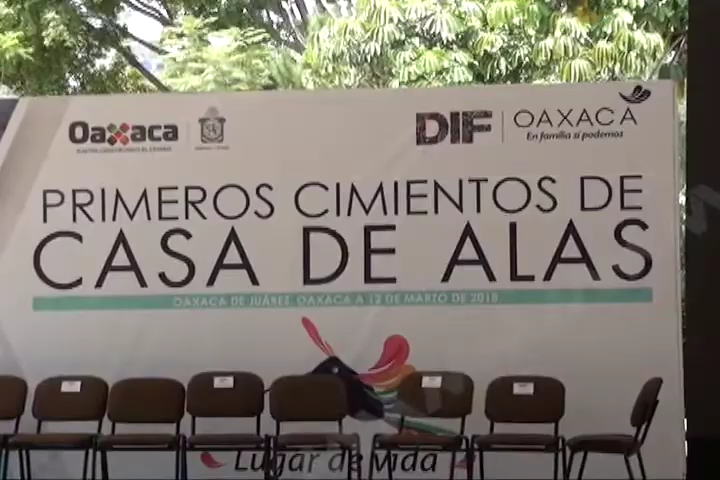 Oaxaca
DIF
OAXACA
En familia sí podemos
PRIMEROS CIMIENTOS DE
CASA DE ALAS
OAXACA DE JUÁREZ, OAXACA A 12 DE MARZO DE 2018
Lugar de vida